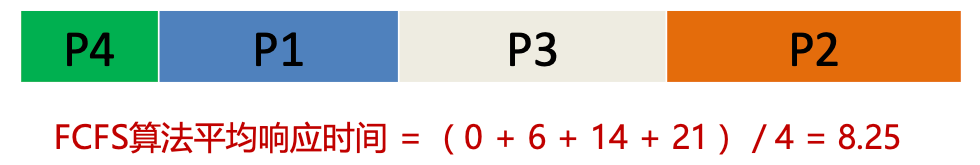 P4 P1 P3 P2
FCFS算法平均响应时间 =（0 + 6 + 14 + 21 ）/ 4 = 8.25